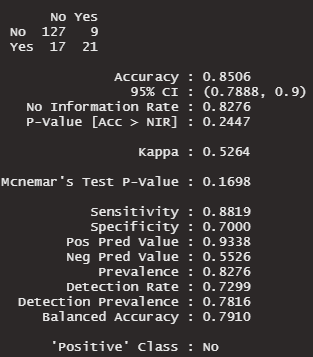 No Yes
No 127 9
Yes 17 21
Accuracy : 0.8506
95% CI : (0.7888, 0.9)
No Information Rate : 0.8276
P-Value [Acc > NIR] : 0.2447
Kappa : 0.5264
Mcnemar's Test P-Value : 0.1698
Sensitivity : 0.8819
Specificity : 0.7000
Pos Pred Value : 0.9338
Neg Pred Value : 0.5526
Prevalence : 0.8276
Detection Rate : 0.7299
Detection Prevalence : 0.7816
Balanced Accuracy : 0.7910
'Positive' Class : No